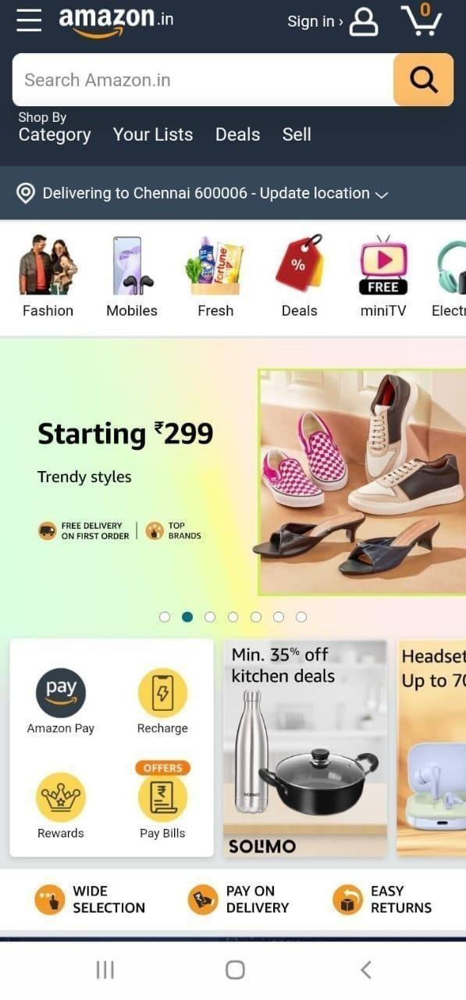 amazon.in
Sign in ›
0
Search Amazon.in
Shop By
Category
Your Lists
Deals
Sell
Delivering to Chennai 600006 - Update location
%
fortune
FREE
Fashion
Mobiles
Fresh
Deals
miniTV
Electr
Starting ₹299
Trendy styles
FREE DELIVERY
ON FIRST ORDER
TOP
BRANDS
Min. 35% off
kitchen deals
Headset
Up to 70
pay
Amazon Pay
Recharge
OFFERS
₹
Rewards
Pay Bills
SOLIMO
SOLIMO
WIDE
SELECTION
PAY ON
DELIVERY
EASY
RETURNS